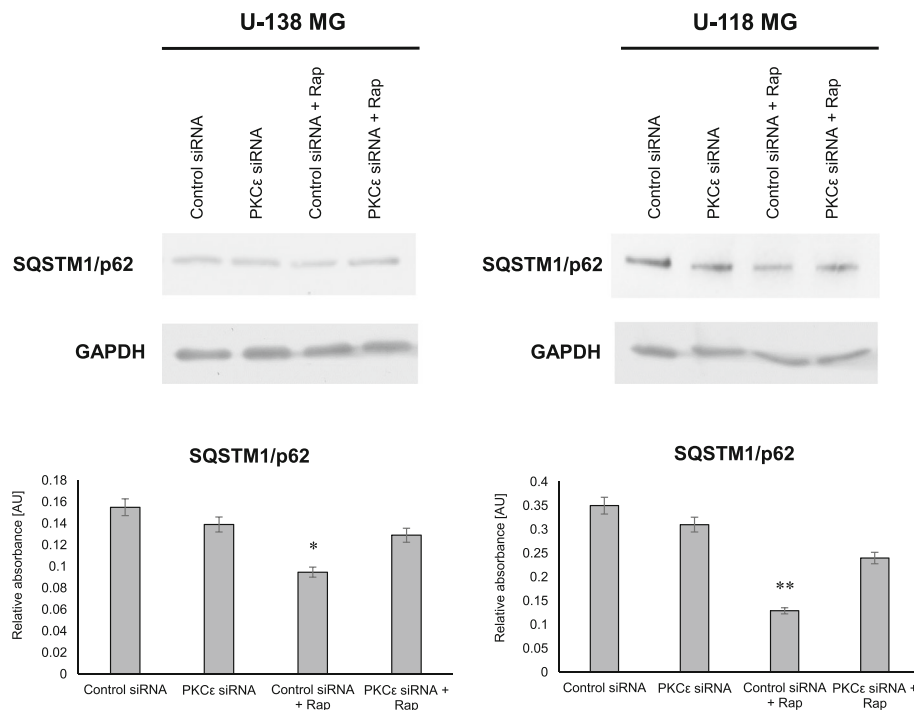 U-138 MG
Control siRNA
PKCε siRNA
Control siRNA + Rap
PKCε siRNA + Rap
SQSTM1/p62
GAPDH
SQSTM1/p62
Relative absorbance [AU]
0.18
0.16
0.14
0.12
0.1
0.08
0.06
0.04
0.02
0
*
Control siRNA
PKCε siRNA
Control siRNA
+ Rap
PKCε siRNA +
Rap
U-118 MG
Control siRNA
PKCε siRNA
Control siRNA + Rap
PKCε siRNA + Rap
SQSTM1/p62
GAPDH
SQSTM1/p62
Relative absorbance [AU]
0.4
0.35
0.3
0.25
0.2
0.15
0.1
0.05
0
**
Control siRNA
PKCε siRNA
Control siRNA
+ Rap
PKCε siRNA +
Rap